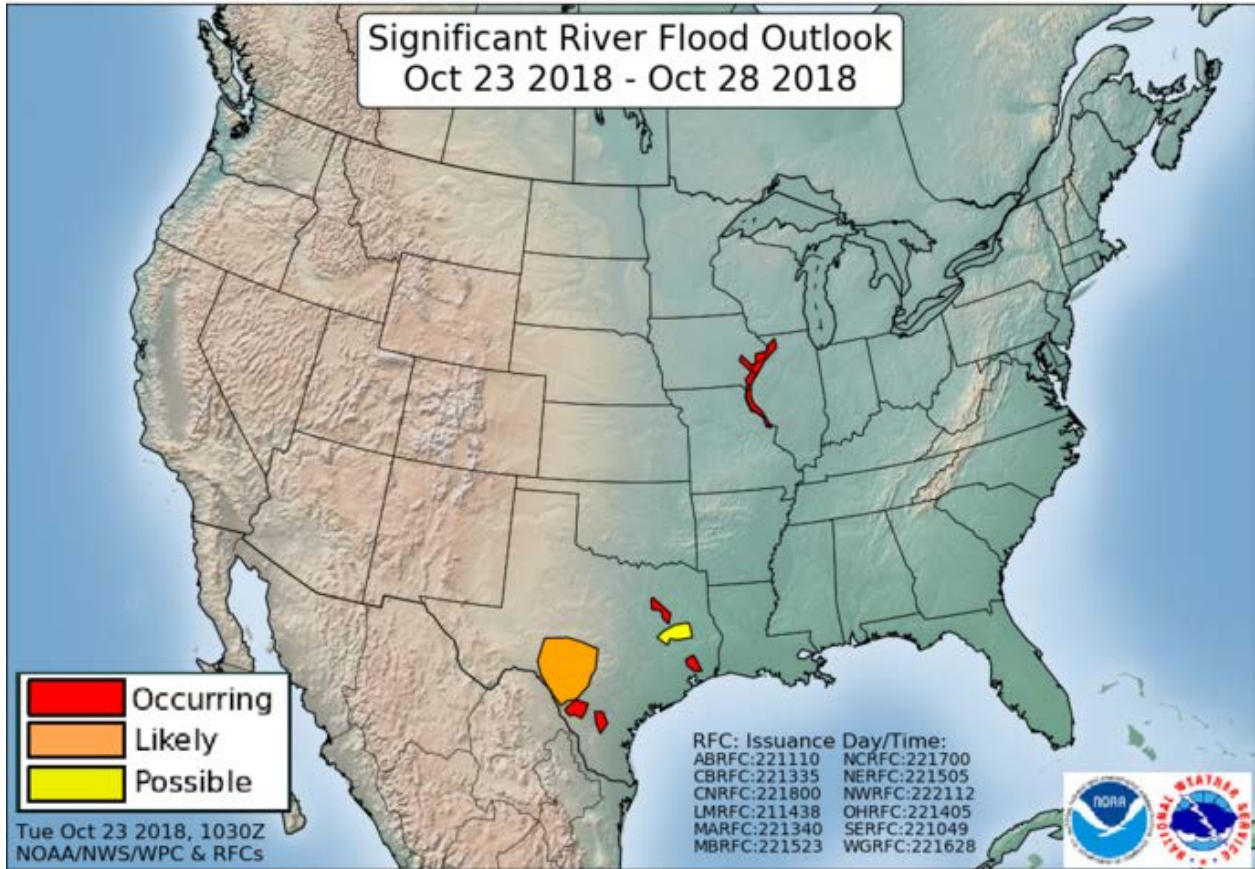 Significant River Flood Outlook
Oct 23 2018 - Oct 28 2018
Occurring
Likely
Possible
Tue Oct 23 2018, 1030Z
NOAA/NWS/WPC & RFCs
RFC: Issuance Day/Time:
ABRFC:221110 NCRFC:221700
CBRFC:221335 NERFC:221505
CNRFC:221800 NWRFC:222112
LMRFC:211438 OHRFC:221405
MARFC:221340 SERFC:221049
MBRFC:221523 WGRFC:221628
NOAA
NATIONAL WEATHER SERVICE